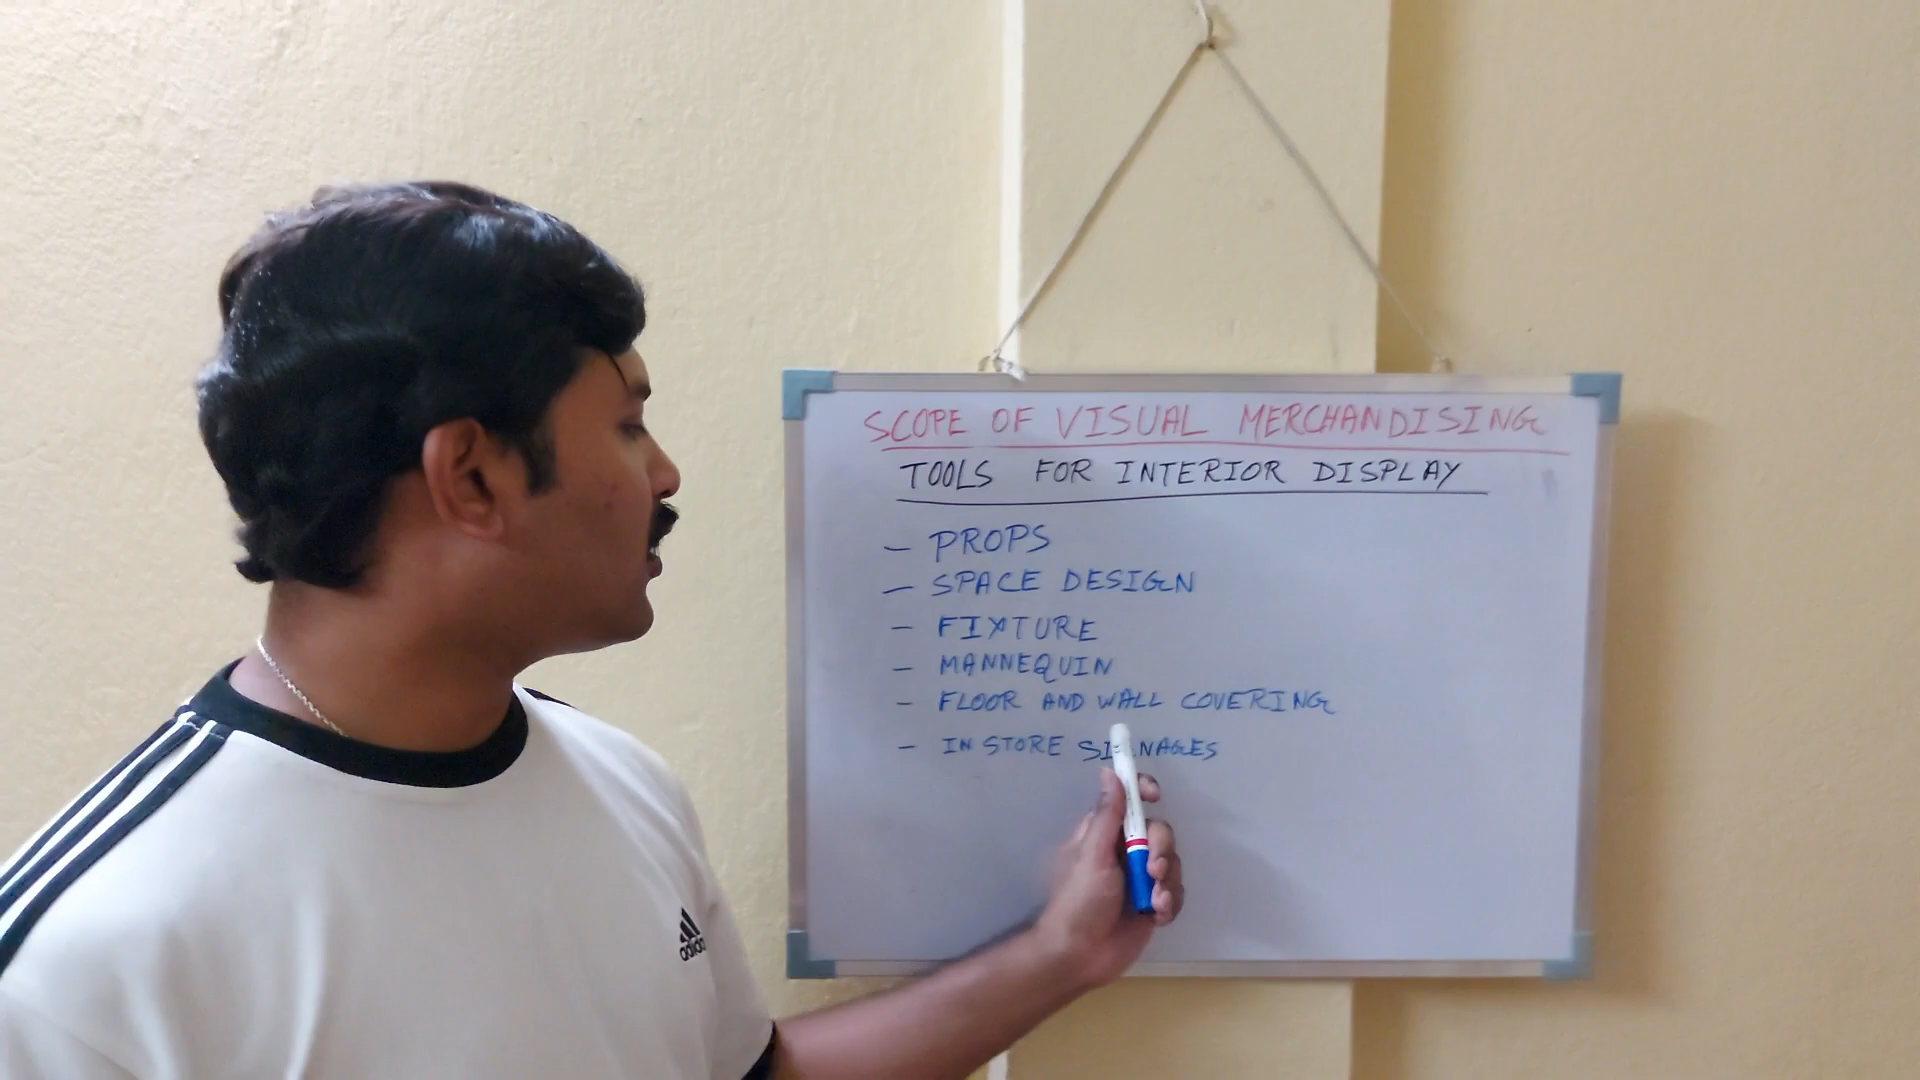 SCOPE OF VISUAL MERCHANDISING
TOOLS FOR INTERIOR DISPLAY
– PROPS
– SPACE DESIGN
– FIXTURE
– MANNEQUIN
– FLOOR AND WALL COVERING
– IN STORE
adidas